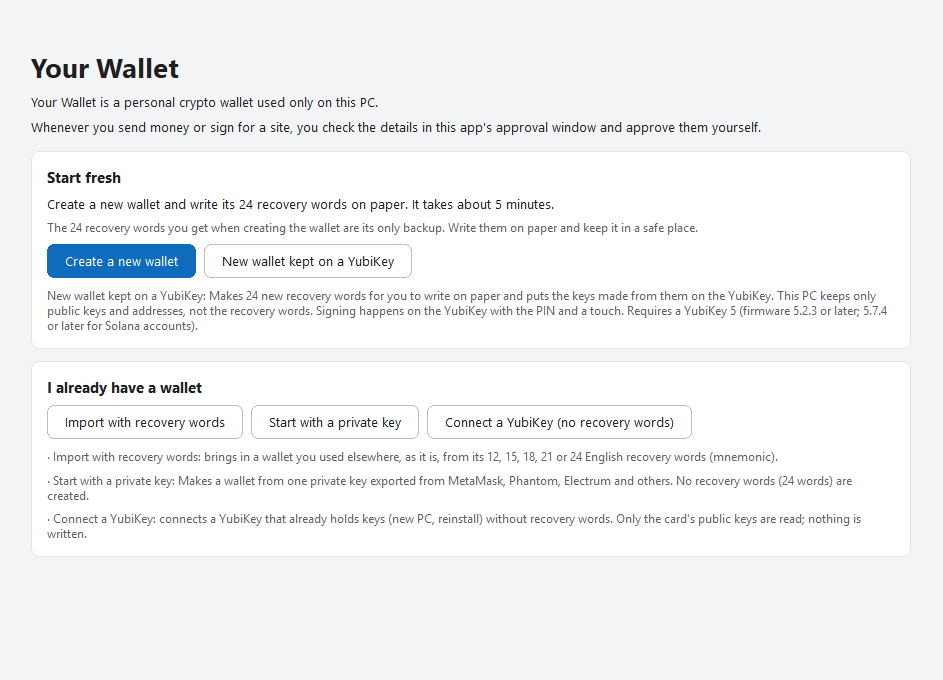 Your Wallet
Your Wallet is a personal crypto wallet used only on this PC.
Whenever you send money or sign for a site, you check the details in this app's approval window and approve them yourself.
Start fresh
Create a new wallet and write its 24 recovery words on paper. It takes about 5 minutes.
The 24 recovery words you get when creating the wallet are its only backup. Write them on paper and keep it in a safe place.
Create a new wallet
New wallet kept on a YubiKey
New wallet kept on a YubiKey: Makes 24 new recovery words for you to write on paper and puts the keys made from them on the YubiKey. This PC keeps only
public keys and addresses, not the recovery words. Signing happens on the YubiKey with the PIN and a touch. Requires a YubiKey 5 (firmware 5.2.3 or later; 5.7.4
or later for Solana accounts).
I already have a wallet
Import with recovery words
Start with a private key
Connect a YubiKey (no recovery words)
· Import with recovery words: brings in a wallet you used elsewhere, as it is, from its 12, 15, 18, 21 or 24 English recovery words (mnemonic).
· Start with a private key: Makes a wallet from one private key exported from MetaMask, Phantom, Electrum and others. No recovery words (24 words) are
created.
· Connect a YubiKey: connects a YubiKey that already holds keys (new PC, reinstall) without recovery words. Only the card's public keys are read; nothing is
written.